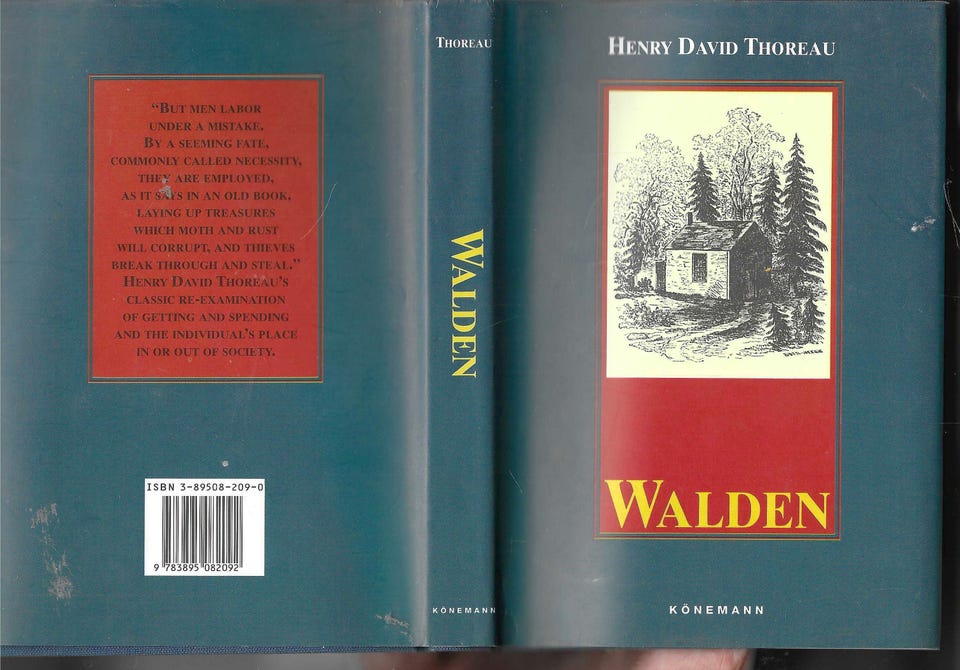 “BUT MEN LABOR
UNDER A MISTAKE.
BY A SEEMING FATE,
COMMONLY CALLED NECESSITY,
THEY ARE EMPLOYED,
AS IT SAYS IN AN OLD BOOK,
LAYING UP TREASURES
WHICH MOTH AND RUST
WILL CORRUPT, AND THIEVES
BREAK THROUGH AND STEAL.”
HENRY DAVID THOREAU’S
CLASSIC RE-EXAMINATION
OF GETTING AND SPENDING
AND THE INDIVIDUAL’S PLACE
IN OR OUT OF SOCIETY.
ISBN 3-89508-209-0
9 783895 082092
THOREAU
WALDEN
KÖNEMANN
HENRY DAVID THOREAU
WALDEN
KÖNEMANN